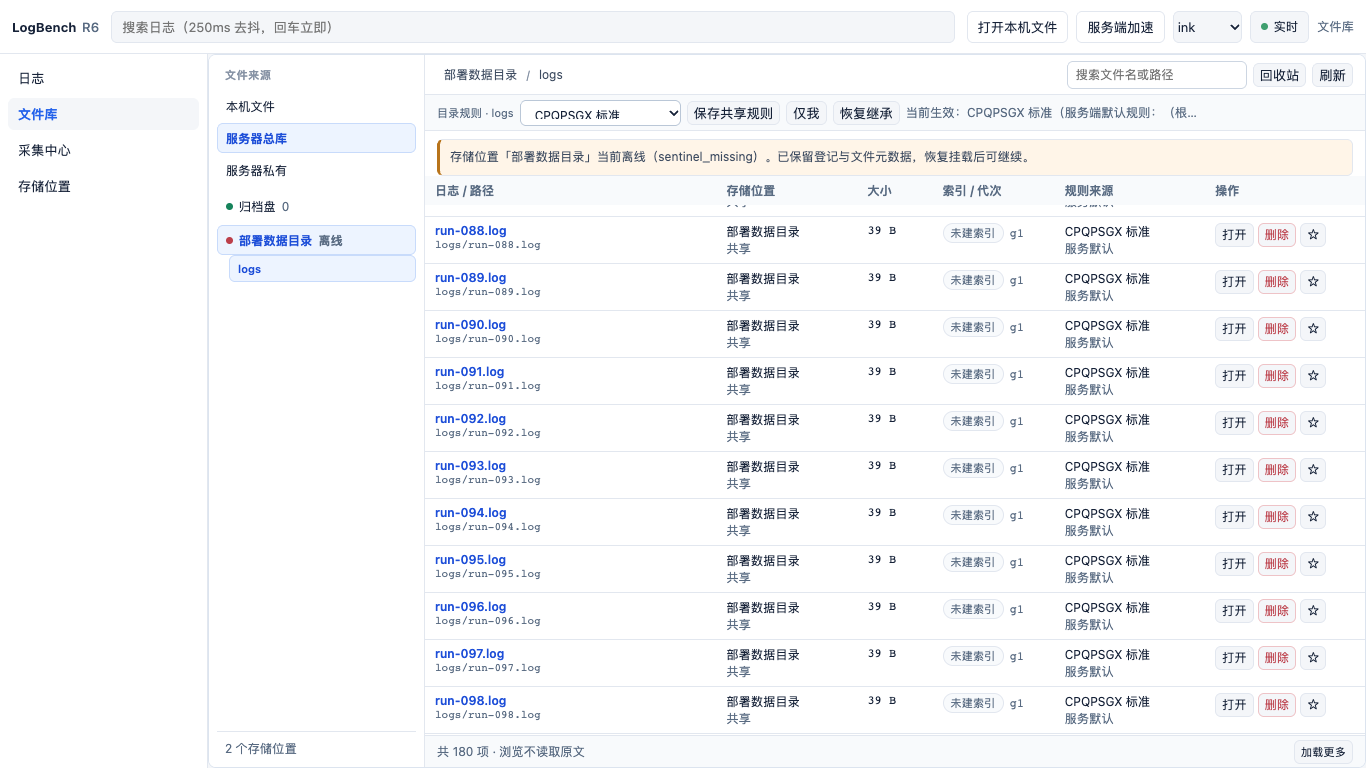 LogBench R6 搜索日志（250ms 去抖，回车立即） 打开本机文件 服务端加速 ink 实时 文件库
日志
文件库
采集中心
存储位置
文件来源
本机文件
服务器总库
服务器私有
归档盘 0
部署数据目录 离线
logs
2 个存储位置
部署数据目录 / logs 搜索文件名或路径 回收站 刷新
目录规则 · logs CPQPSGX 标准 保存共享规则 仅我 恢复继承 当前生效：CPQPSGX 标准（服务端默认规则：（根...
存储位置「部署数据目录」当前离线（sentinel_missing）。已保留登记与文件元数据，恢复挂载后可继续。
日志 / 路径 存储位置 大小 索引 / 代次 规则来源 操作
run-088.log 部署数据目录 39 B 未建索引 g1 CPQPSGX 标准 打开 删除 ☆
logs/run-088.log 共享 服务默认
run-089.log 部署数据目录 39 B 未建索引 g1 CPQPSGX 标准 打开 删除 ☆
logs/run-089.log 共享 服务默认
run-090.log 部署数据目录 39 B 未建索引 g1 CPQPSGX 标准 打开 删除 ☆
logs/run-090.log 共享 服务默认
run-091.log 部署数据目录 39 B 未建索引 g1 CPQPSGX 标准 打开 删除 ☆
logs/run-091.log 共享 服务默认
run-092.log 部署数据目录 39 B 未建索引 g1 CPQPSGX 标准 打开 删除 ☆
logs/run-092.log 共享 服务默认
run-093.log 部署数据目录 39 B 未建索引 g1 CPQPSGX 标准 打开 删除 ☆
logs/run-093.log 共享 服务默认
run-094.log 部署数据目录 39 B 未建索引 g1 CPQPSGX 标准 打开 删除 ☆
logs/run-094.log 共享 服务默认
run-095.log 部署数据目录 39 B 未建索引 g1 CPQPSGX 标准 打开 删除 ☆
logs/run-095.log 共享 服务默认
run-096.log 部署数据目录 39 B 未建索引 g1 CPQPSGX 标准 打开 删除 ☆
logs/run-096.log 共享 服务默认
run-097.log 部署数据目录 39 B 未建索引 g1 CPQPSGX 标准 打开 删除 ☆
logs/run-097.log 共享 服务默认
run-098.log 部署数据目录 39 B 未建索引 g1 CPQPSGX 标准 打开 删除 ☆
logs/run-098.log 共享 服务默认
共 180 项 · 浏览不读取原文 加载更多